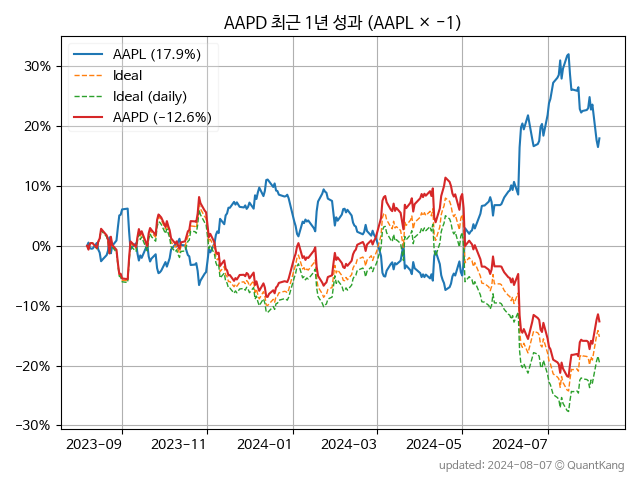 AAPD 최근 1년 성과 (AAPL × −1)
AAPL (17.9%)
Ideal
Ideal (daily)
AAPD (−12.6%)
30%
20%
10%
0%
−10%
−20%
−30%
2023-09 2023-11 2024-01 2024-03 2024-05 2024-07
updated: 2024-08-07 © QuantKang